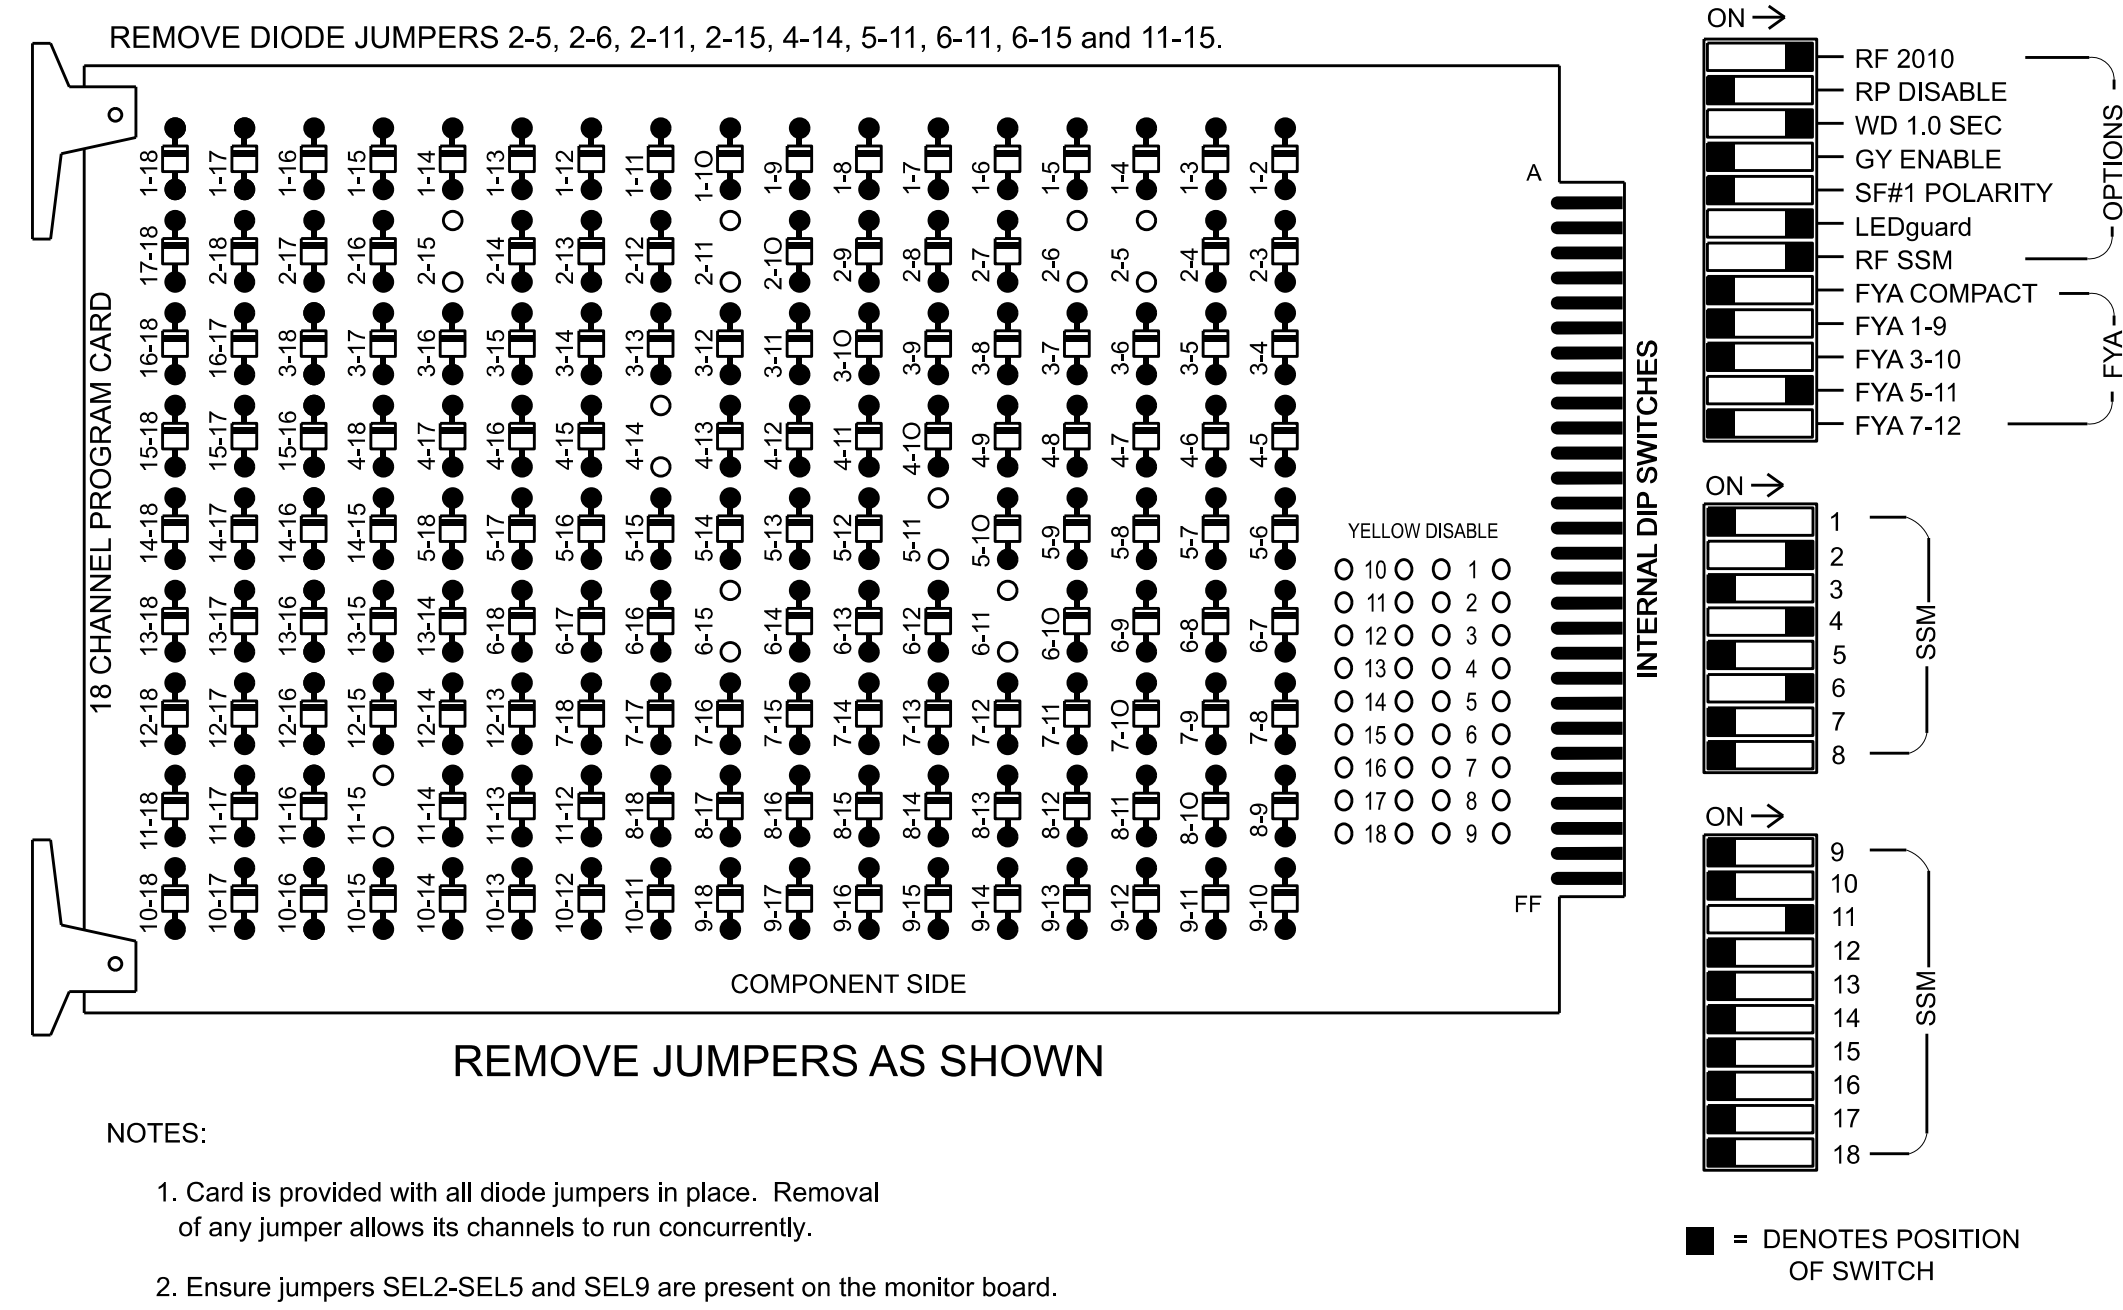 REMOVE DIODE JUMPERS 2-5, 2-6, 2-11, 2-15, 4-14, 5-11, 6-11, 6-15 and 11-15.
18 CHANNEL PROGRAM CARD
1-18 1-17 1-16 1-15 1-14 1-13 1-12 1-11 1-10 1-9 1-8 1-7 1-6 1-5 1-4 1-3 1-2
17-18 2-18 2-17 2-16 2-15 2-14 2-13 2-12 2-11 2-10 2-9 2-8 2-7 2-6 2-5 2-4 2-3
16-18 16-17 3-18 3-17 3-16 3-15 3-14 3-13 3-12 3-11 3-10 3-9 3-8 3-7 3-6 3-5 3-4
15-18 15-17 15-16 4-18 4-17 4-16 4-15 4-14 4-13 4-12 4-11 4-10 4-9 4-8 4-7 4-6 4-5
14-18 14-17 14-16 14-15 5-18 5-17 5-16 5-15 5-14 5-13 5-12 5-11 5-10 5-9 5-8 5-7 5-6
13-18 13-17 13-16 13-15 13-14 6-18 6-17 6-16 6-15 6-14 6-13 6-12 6-11 6-10 6-9 6-8 6-7
12-18 12-17 12-16 12-15 12-14 12-13 7-18 7-17 7-16 7-15 7-14 7-13 7-12 7-11 7-10 7-9 7-8
11-18 11-17 11-16 11-15 11-14 11-13 11-12 8-18 8-17 8-16 8-15 8-14 8-13 8-12 8-11 8-10 8-9
10-18 10-17 10-16 10-15 10-14 10-13 10-12 10-11 9-18 9-17 9-16 9-15 9-14 9-13 9-12 9-11 9-10
YELLOW DISABLE
10 1
11 2
12 3
13 4
14 5
15 6
16 7
17 8
18 9
A
FF
COMPONENT SIDE
INTERNAL DIP SWITCHES
ON
RF 2010
RP DISABLE
WD 1.0 SEC
GY ENABLE
SF#1 POLARITY
LEDguard
RF SSM
OPTIONS
FYA COMPACT
FYA 1-9
FYA 3-10
FYA 5-11
FYA 7-12
FYA
ON
1
2
3
4
5
6
7
8
SSM
ON
9
10
11
12
13
14
15
16
17
18
SSM
= DENOTES POSITION
OF SWITCH
REMOVE JUMPERS AS SHOWN
NOTES:
1. Card is provided with all diode jumpers in place. Removal
of any jumper allows its channels to run concurrently.
2. Ensure jumpers SEL2-SEL5 and SEL9 are present on the monitor board.